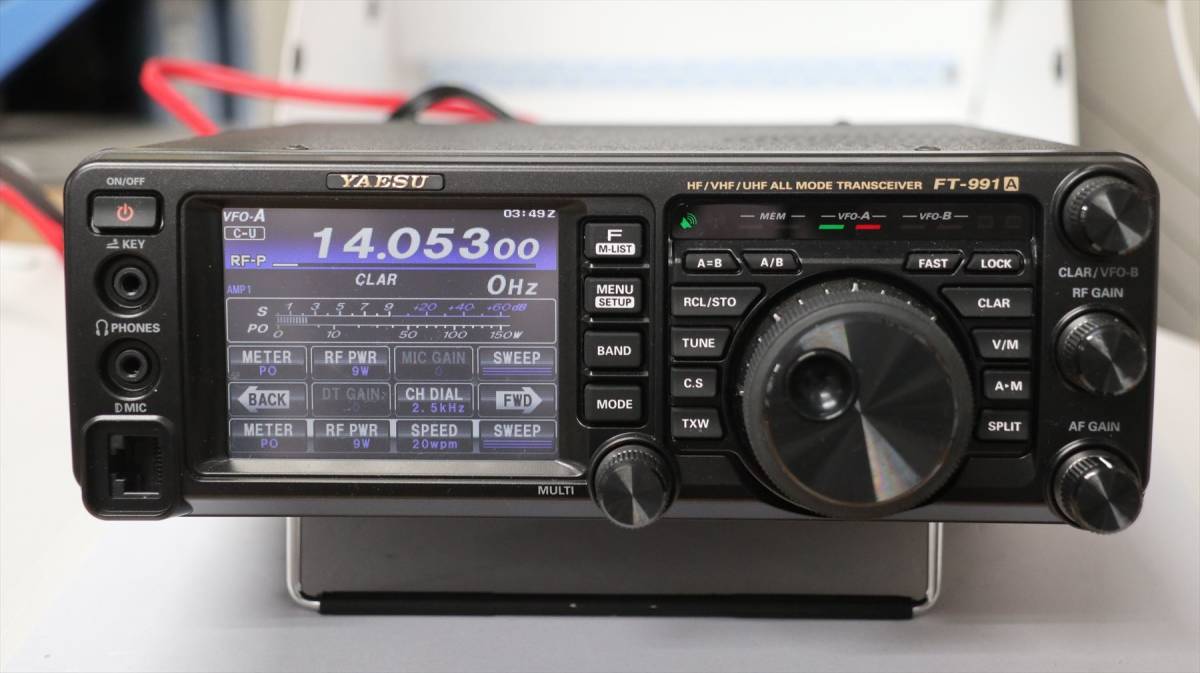 ON/OFF
KEY
PHONES
MIC
YAESU
VFO-A
03:49Z
C-U
14.05300
RF-P
CLAR
AMP1
0Hz
S 1 3 5 7 9 +20 +40 +60dB
PO 0 10 50 100 150W
METER RF PWR MIC GAIN SWEEP
PO 9W 0
BACK DT GAIN CH DIAL FWD
0 2.5kHz
METER RF PWR SPEED SWEEP
PO 9W 20wpm
MULTI
F
M-LIST
MENU
SETUP
BAND
MODE
HF/VHF/UHF ALL MODE TRANSCEIVER FT-991A
MEM VFO-A VFO-B
A=B A/B FAST LOCK
RCL/STO CLAR
TUNE V/M
C.S A▸M
TXW SPLIT
CLAR/VFO-B
RF GAIN
AF GAIN